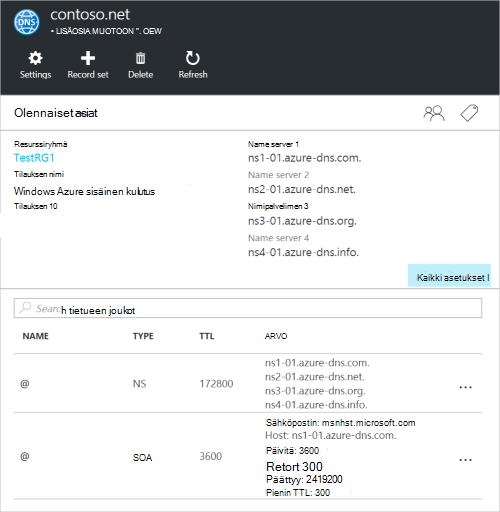 contoso.net
• LISÄOSIA MUOTOON ". OEW
Settings Record set Delete Refresh
Olennaiset asiat
Resurssiryhmä
TestRG1
Tilauksen nimi
Windows Azure sisäinen kulutus
Tilauksen 10
Name server 1
ns1-01.azure-dns.com.
Name server 2
ns2-01.azure-dns.net.
Nimipalvelimen 3
ns3-01.azure-dns.org.
Name server 4
ns4-01.azure-dns.info.
Kaikki asetukset I
Search tietueen joukot
NAME TYPE TTL ARVO
@ NS 172800
ns1-01.azure-dns.com.
ns2-01.azure-dns.net.
ns3-01.azure-dns.org.
ns4-01.azure-dns.info.
@ SOA 3600
Sähköpostin: msnhst.microsoft.com
Host: ns1-01.azure-dns.com.
Päivitä: 3600
Retort 300
Päättyy: 2419200
Pienin TTL: 300